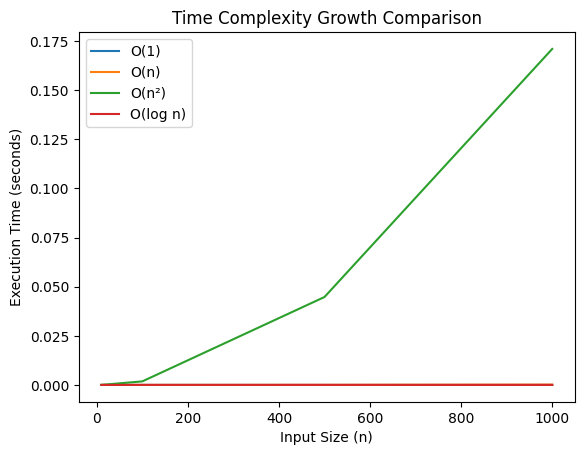 Time Complexity Growth Comparison
O(1)
O(n)
O(n²)
O(log n)
Execution Time (seconds)
0.175
0.150
0.125
0.100
0.075
0.050
0.025
0.000
0 200 400 600 800 1000
Input Size (n)